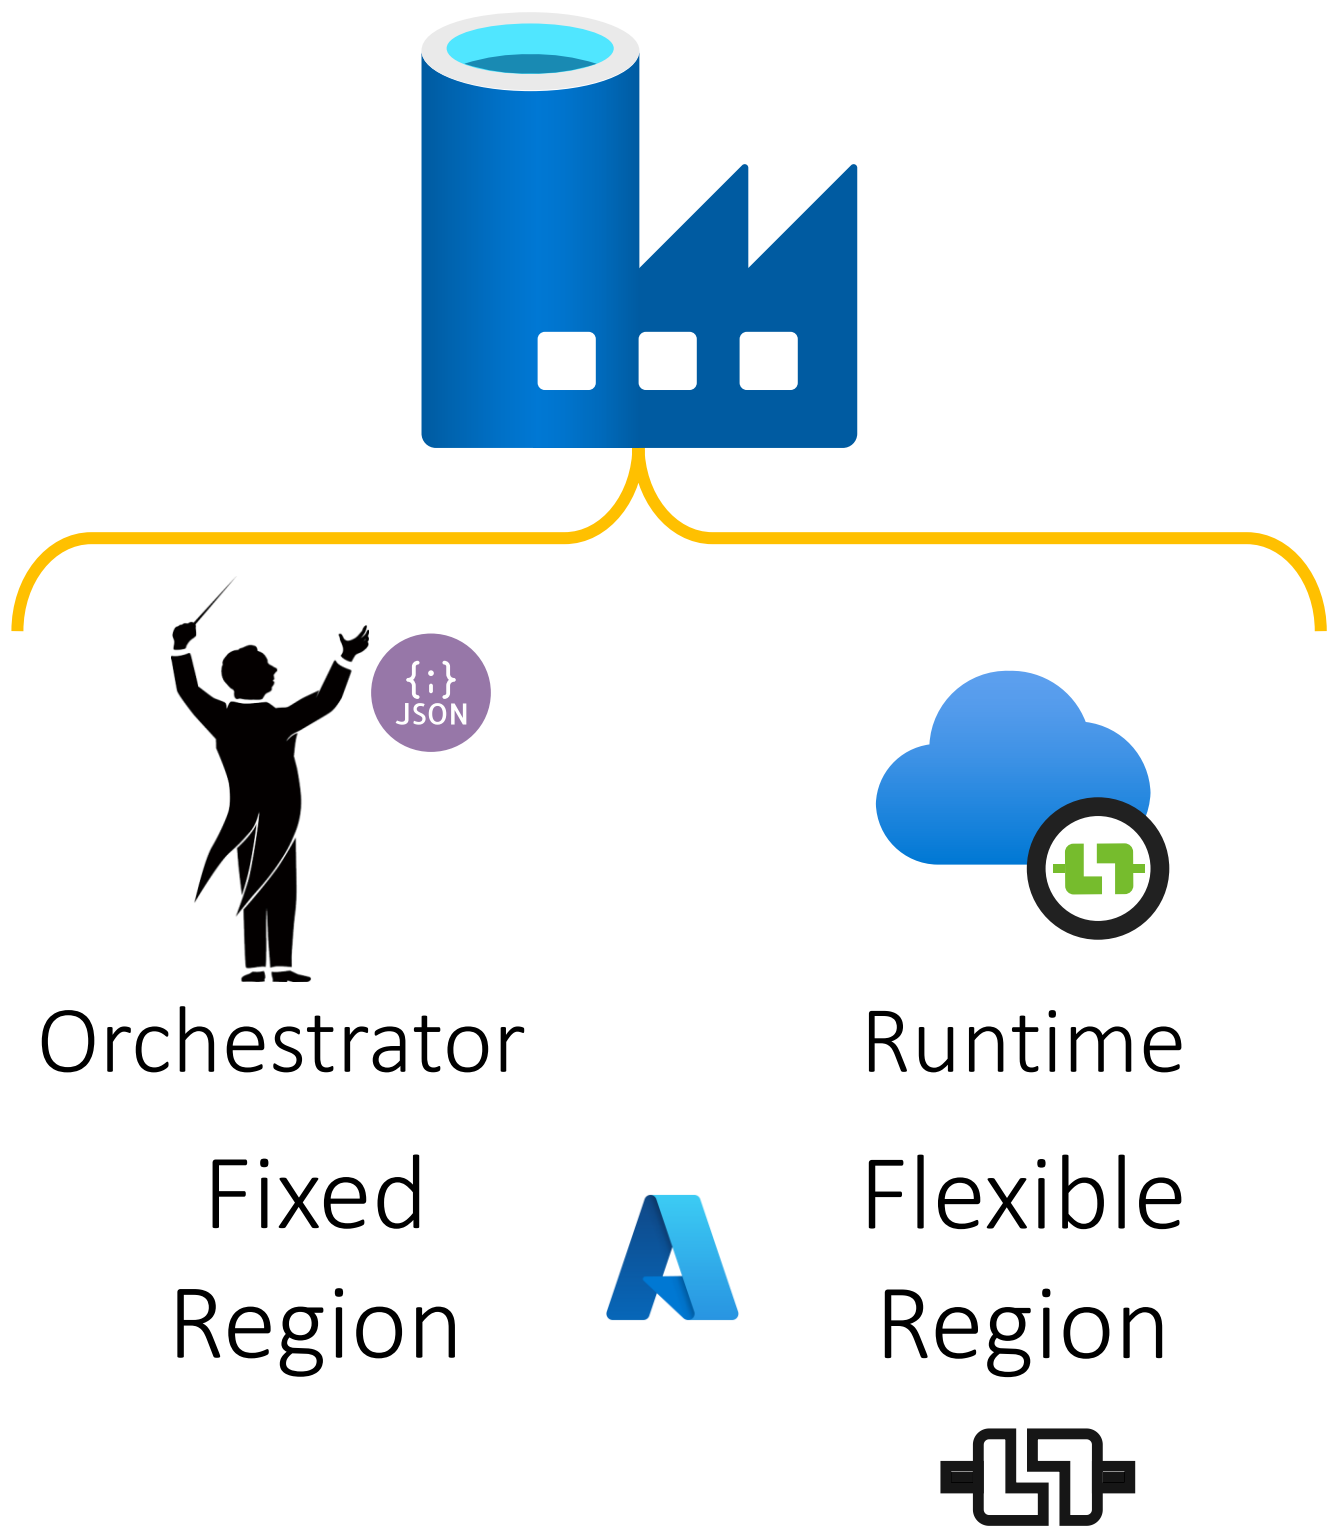 {;}
JSON
Orchestrator
Runtime
Fixed
Region
Flexible
Region